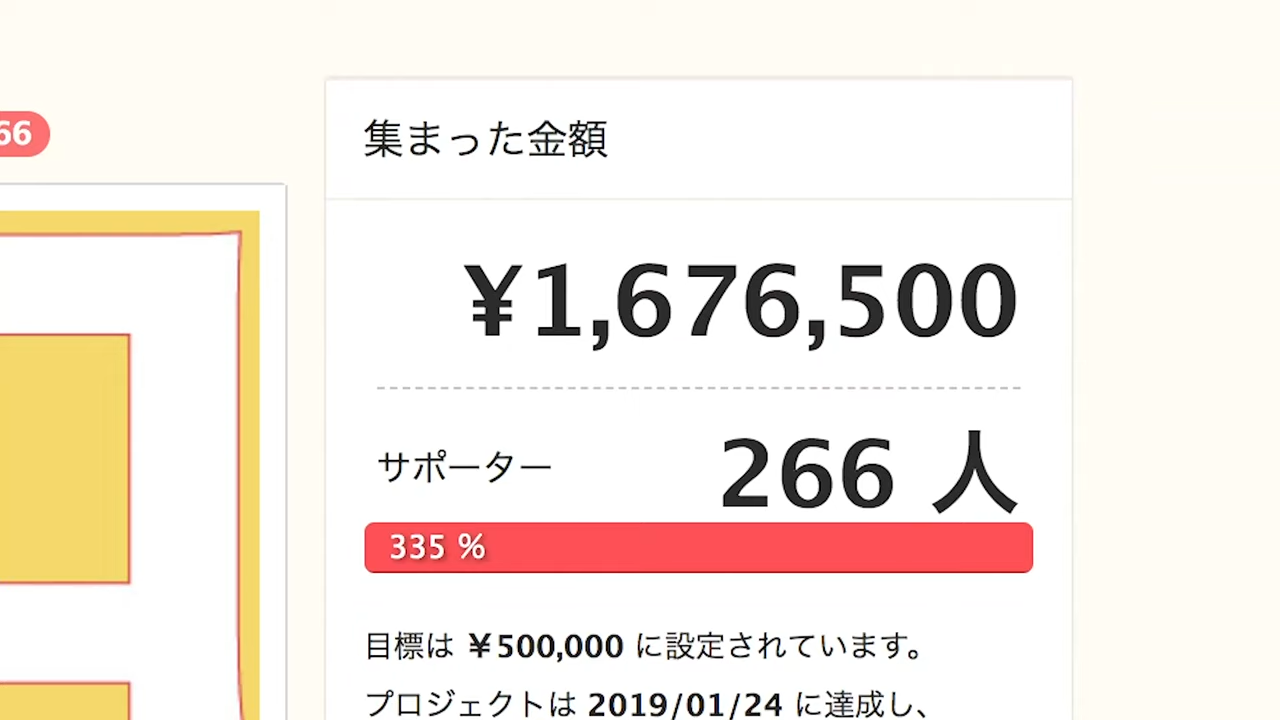 66
集まった金額
¥1,676,500
サポーター 266 人
335 %
目標は ¥500,000 に設定されています。
プロジェクトは 2019/01/24 に達成し、